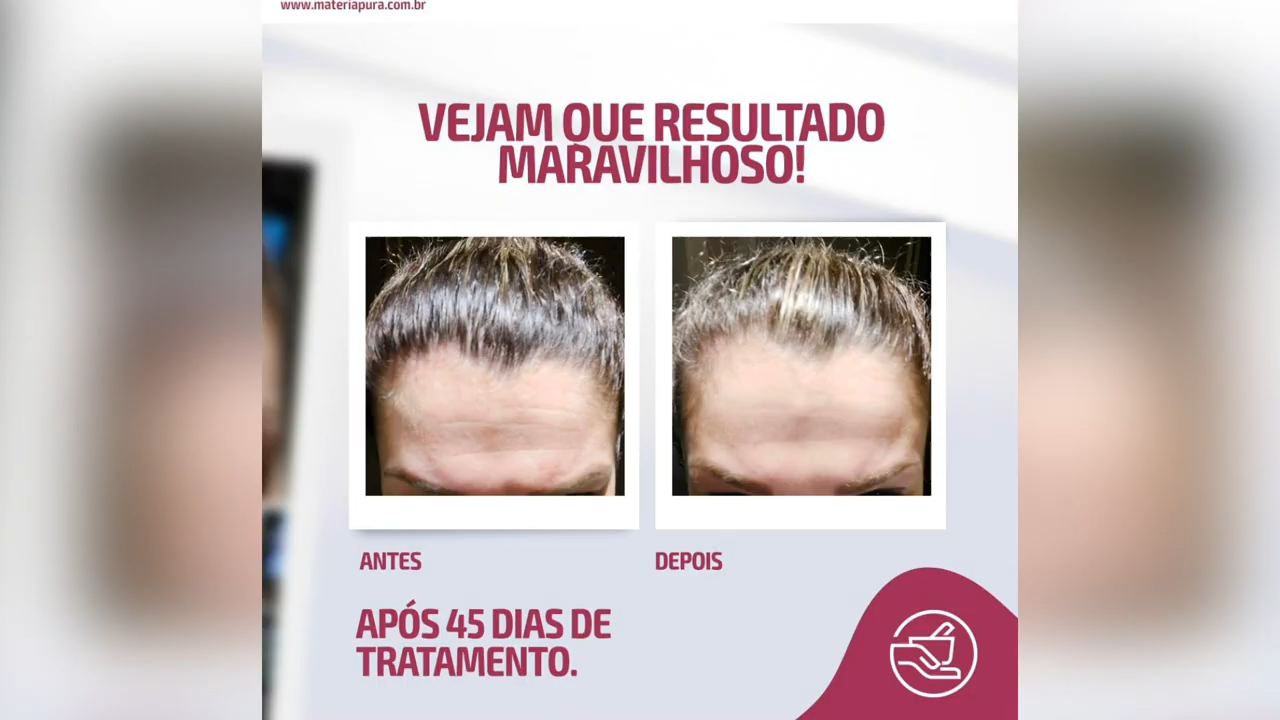 www.materiapura.com.br
VEJAM QUE RESULTADO
MARAVILHOSO!
ANTES
DEPOIS
APÓS 45 DIAS DE
TRATAMENTO.